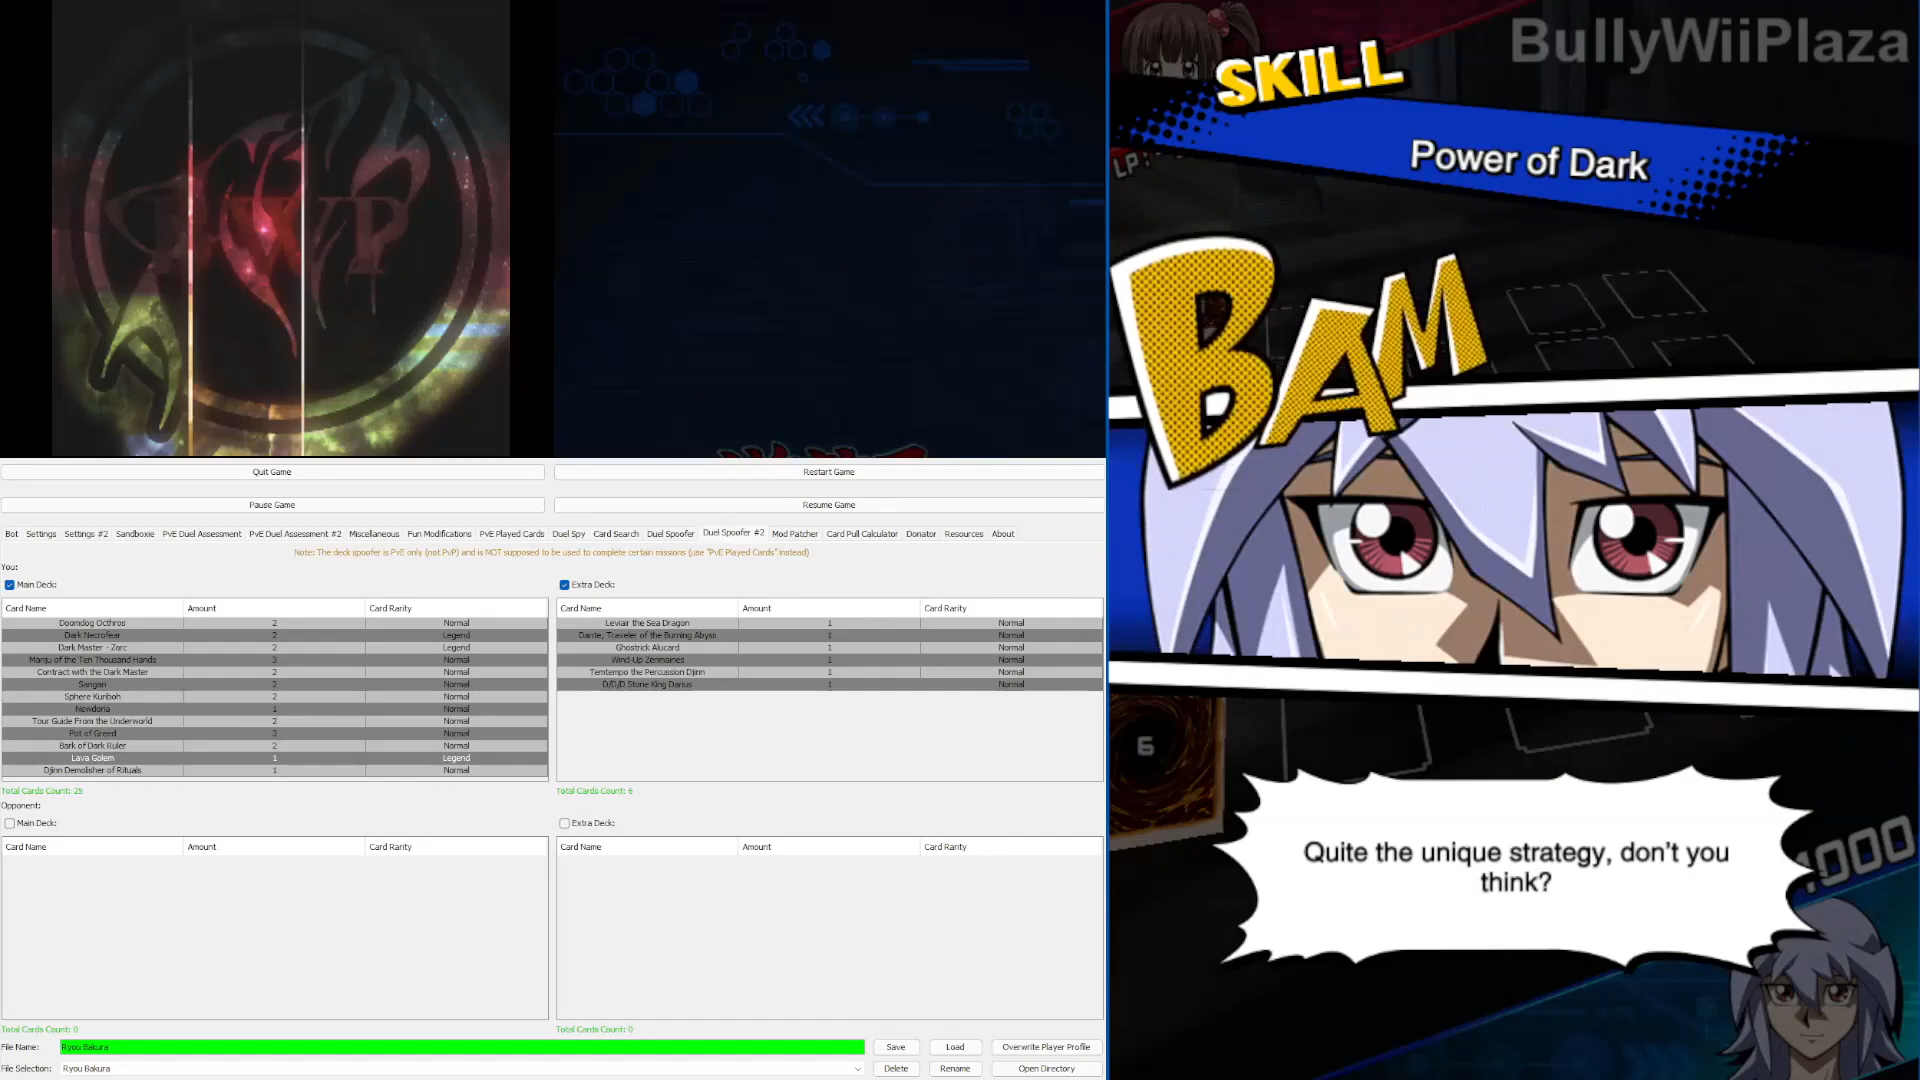 BullyWiiPlaza
SKILL
Power of Dark
LP:
BAM
6
Quite the unique strategy, don't you
think?
,000
WP
Quit Game
Restart Game
Pause Game
Resume Game
Bot Settings Settings #2 Sandboxie PvE Duel Assessment PvE Duel Assessment #2 Miscellaneous Fun Modifications PvE Played Cards Duel Spy Card Search Duel Spoofer Duel Spoofer #2 Mod Patcher Card Pull Calculator Donator Resources About
Note: The deck spoofer is PvE only (not PvP) and is NOT supposed to be used to complete certain missions (use "PvE Played Cards" instead)
You:
Main Deck:
Card Name Amount Card Rarity
Doomdog Octhros 2 Normal
Dark Necrofear 2 Legend
Dark Master - Zorc 2 Legend
Manju of the Ten Thousand Hands 3 Normal
Contract with the Dark Master 2 Normal
Sangan 2 Normal
Sphere Kuriboh 2 Normal
Newdoria 1 Normal
Tour Guide From the Underworld 2 Normal
Pot of Greed 3 Normal
Bark of Dark Ruler 2 Normal
Lava Golem 1 Legend
Djinn Demolisher of Rituals 1 Normal
Total Cards Count: 25
Extra Deck:
Card Name Amount Card Rarity
Leviair the Sea Dragon 1 Normal
Dante, Traveler of the Burning Abyss 1 Normal
Ghostrick Alucard 1 Normal
Wind-Up Zenmaines 1 Normal
Temtempo the Percussion Djinn 1 Normal
D/D/D Stone King Darius 1 Normal
Total Cards Count: 6
Opponent:
Main Deck:
Card Name Amount Card Rarity
Total Cards Count: 0
Extra Deck:
Card Name Amount Card Rarity
Total Cards Count: 0
File Name: Ryou Bakura Save Load Overwrite Player Profile
File Selection: Ryou Bakura Delete Rename Open Directory